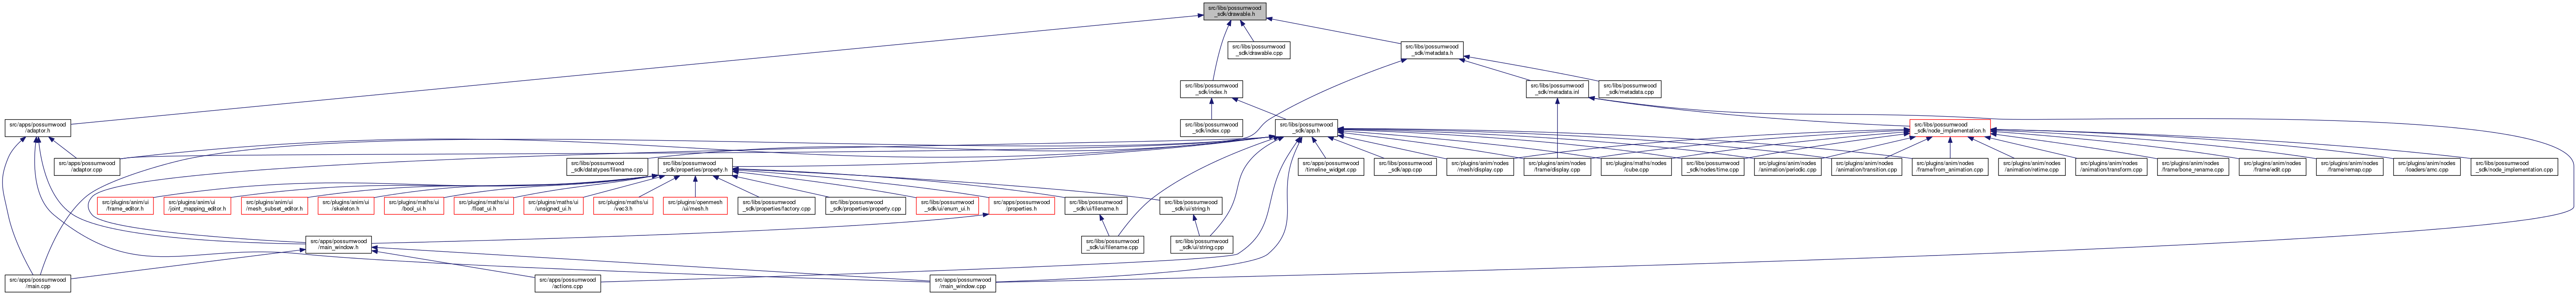 src/libs/possumwood
_sdk/drawable.h
src/libs/possumwood
_sdk/drawable.cpp
src/libs/possumwood
_sdk/metadata.h
src/libs/possumwood
_sdk/index.h
src/libs/possumwood
_sdk/metadata.inl
src/libs/possumwood
_sdk/metadata.cpp
src/apps/possumwood
/adaptor.h
src/libs/possumwood
_sdk/index.cpp
src/libs/possumwood
_sdk/app.h
src/libs/possumwood
_sdk/node_implementation.h
src/apps/possumwood
/adaptor.cpp
src/libs/possumwood
_sdk/datatypes/filename.cpp
src/libs/possumwood
_sdk/properties/property.h
src/apps/possumwood
/timeline_widget.cpp
src/libs/possumwood
_sdk/app.cpp
src/plugins/anim/nodes
/mesh/display.cpp
src/plugins/anim/nodes
/frame/display.cpp
src/plugins/maths/nodes
/cube.cpp
src/libs/possumwood
_sdk/nodes/time.cpp
src/plugins/anim/nodes
/animation/periodic.cpp
src/plugins/anim/nodes
/animation/transition.cpp
src/plugins/anim/nodes
/frame/from_animation.cpp
src/plugins/anim/nodes
/animation/retime.cpp
src/plugins/anim/nodes
/animation/transform.cpp
src/plugins/anim/nodes
/frame/bone_rename.cpp
src/plugins/anim/nodes
/frame/edit.cpp
src/plugins/anim/nodes
/frame/remap.cpp
src/plugins/anim/nodes
/loaders/amc.cpp
src/libs/possumwood
_sdk/node_implementation.cpp
src/plugins/anim/ui
/frame_editor.h
src/plugins/anim/ui
/joint_mapping_editor.h
src/plugins/anim/ui
/mesh_subset_editor.h
src/plugins/anim/ui
/skeleton.h
src/plugins/maths/ui
/bool_ui.h
src/plugins/maths/ui
/float_ui.h
src/plugins/maths/ui
/unsigned_ui.h
src/plugins/maths/ui
/vec3.h
src/plugins/openmesh
/ui/mesh.h
src/libs/possumwood
_sdk/properties/factory.cpp
src/libs/possumwood
_sdk/properties/property.cpp
src/libs/possumwood
_sdk/ui/enum_ui.h
src/apps/possumwood
/properties.h
src/libs/possumwood
_sdk/ui/filename.h
src/libs/possumwood
_sdk/ui/string.h
src/apps/possumwood
/main_window.h
src/libs/possumwood
_sdk/ui/filename.cpp
src/libs/possumwood
_sdk/ui/string.cpp
src/apps/possumwood
/main.cpp
src/apps/possumwood
/actions.cpp
src/apps/possumwood
/main_window.cpp